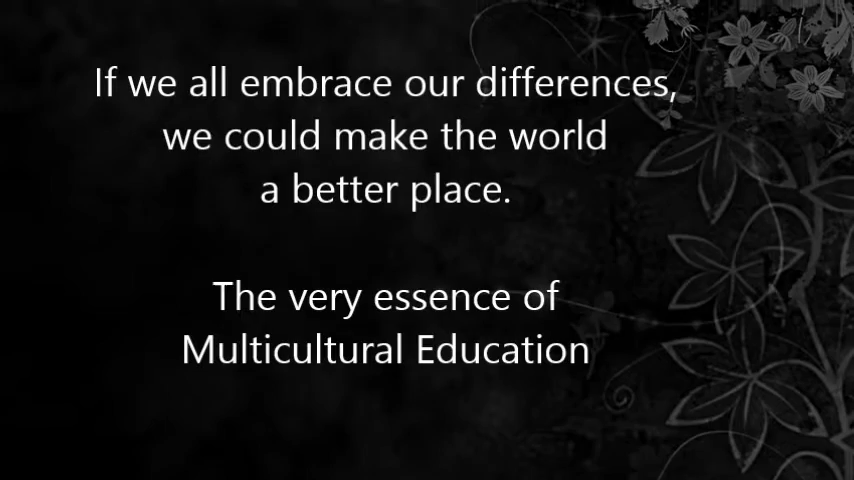 If we all embrace our differences,
we could make the world
a better place.
The very essence of
Multicultural Education